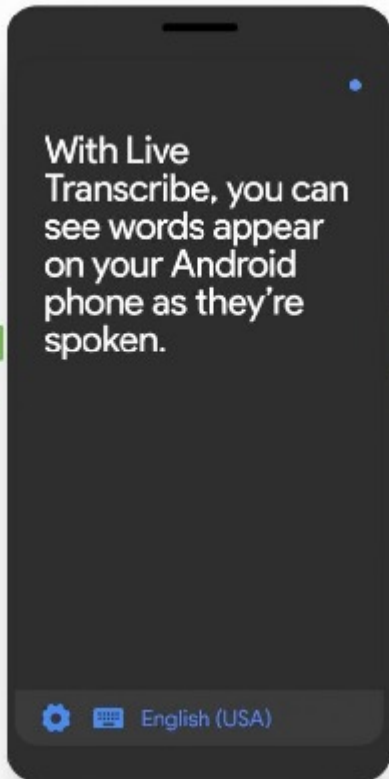 With Live
Transcribe, you can
see words appear
on your Android
phone as they’re
spoken.
English (USA)